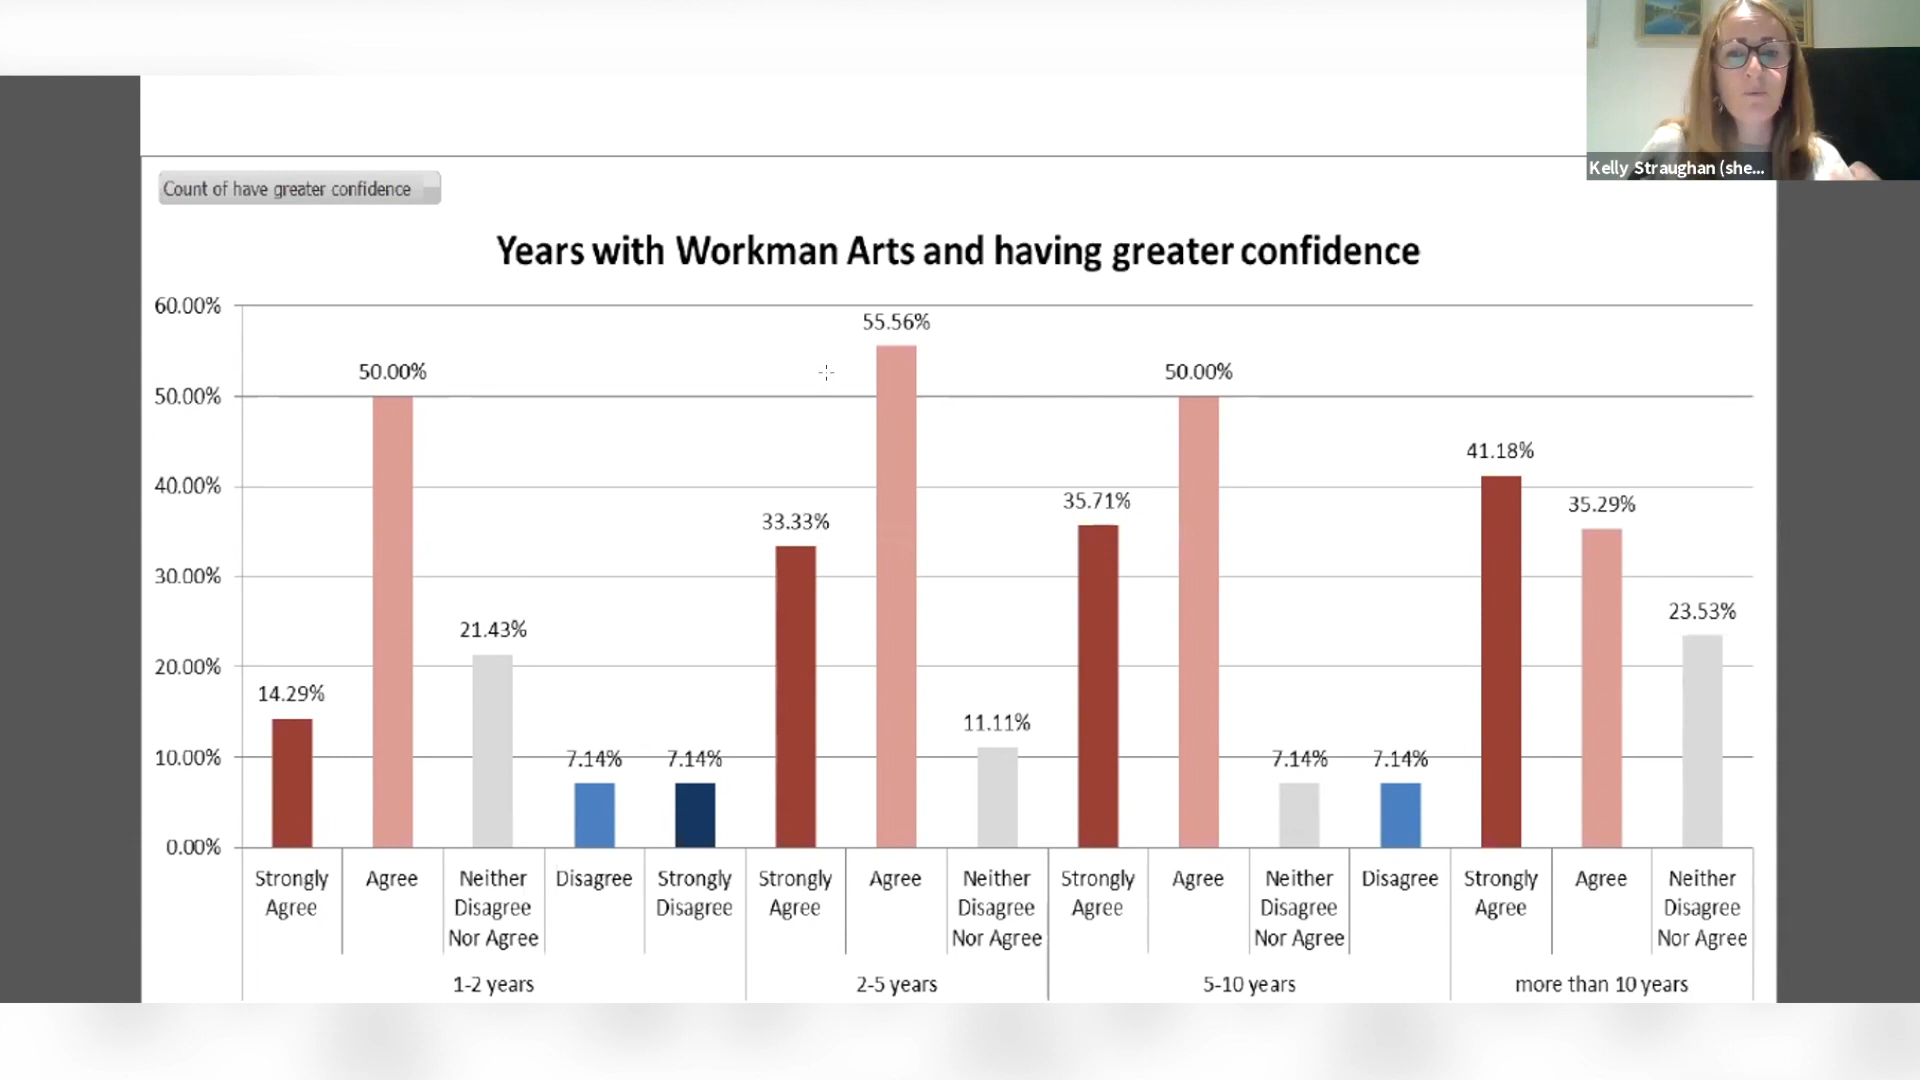 Kelly Straughan (she...
Count of have greater confidence
Years with Workman Arts and having greater confidence
60.00%
50.00%
40.00%
30.00%
20.00%
10.00%
0.00%
14.29%
50.00%
21.43%
7.14%
7.14%
33.33%
55.56%
11.11%
35.71%
50.00%
7.14%
7.14%
41.18%
35.29%
23.53%
Strongly
Agree
Agree
Neither
Disagree
Nor Agree
Disagree
Strongly
Disagree
Strongly
Agree
Agree
Neither
Disagree
Nor Agree
Strongly
Agree
Agree
Neither
Disagree
Nor Agree
Disagree
Strongly
Agree
Agree
Neither
Disagree
Nor Agree
1-2 years
2-5 years
5-10 years
more than 10 years